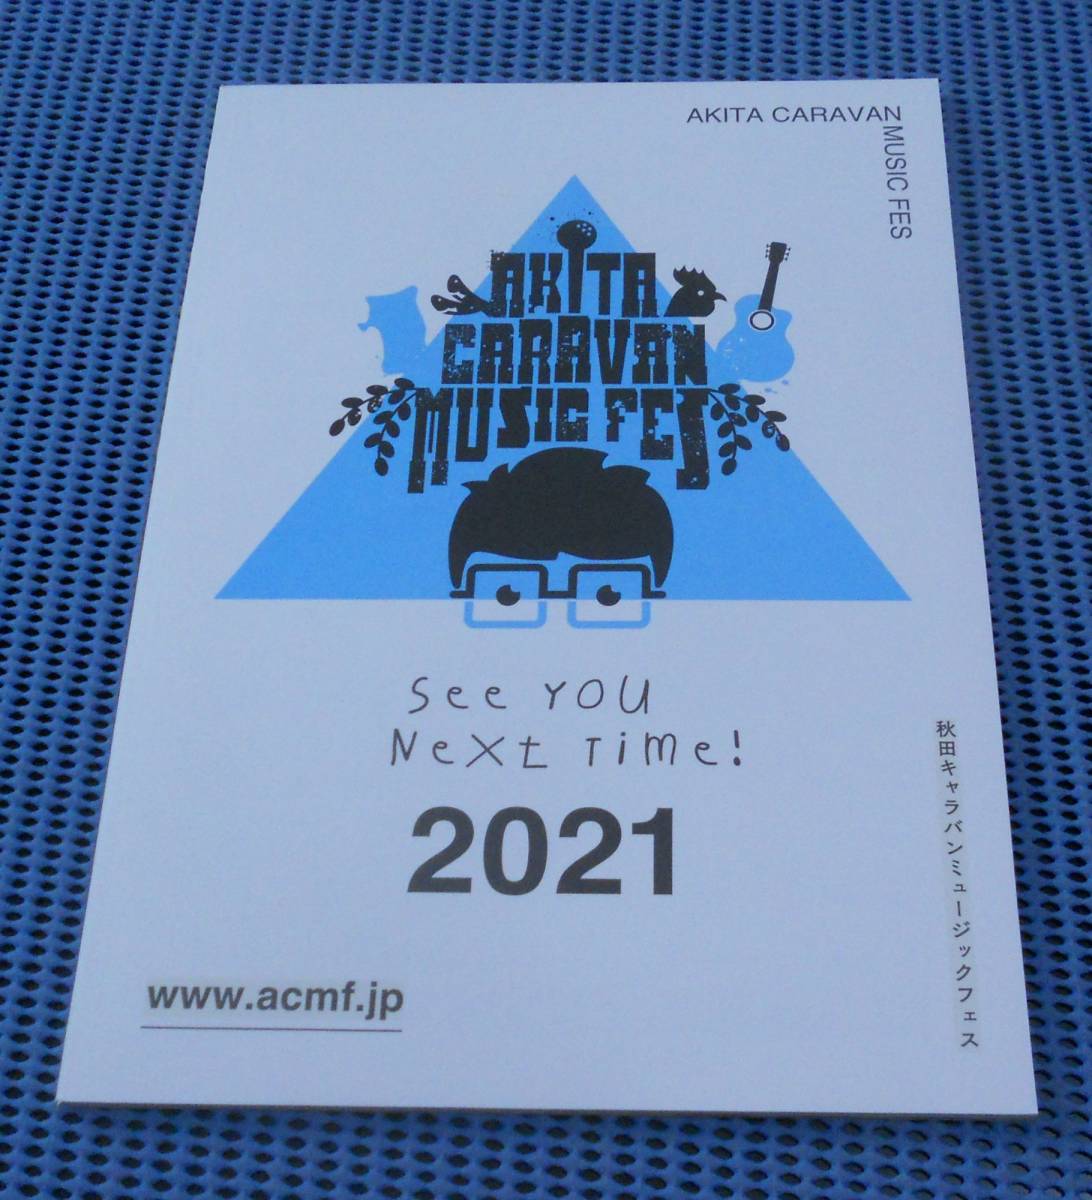 AKITA CARAVAN
MUSIC FES
AKITA
CARAVAN
MUSIC FES
See YOU
Next Time!
2021
www.acmf.jp
秋田キャラバンミュージックフェス